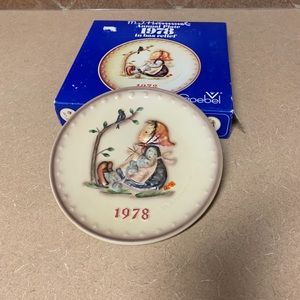 M.J. Hummel
Annual Plate
1978
in bas relief
1978
Goebel
1978